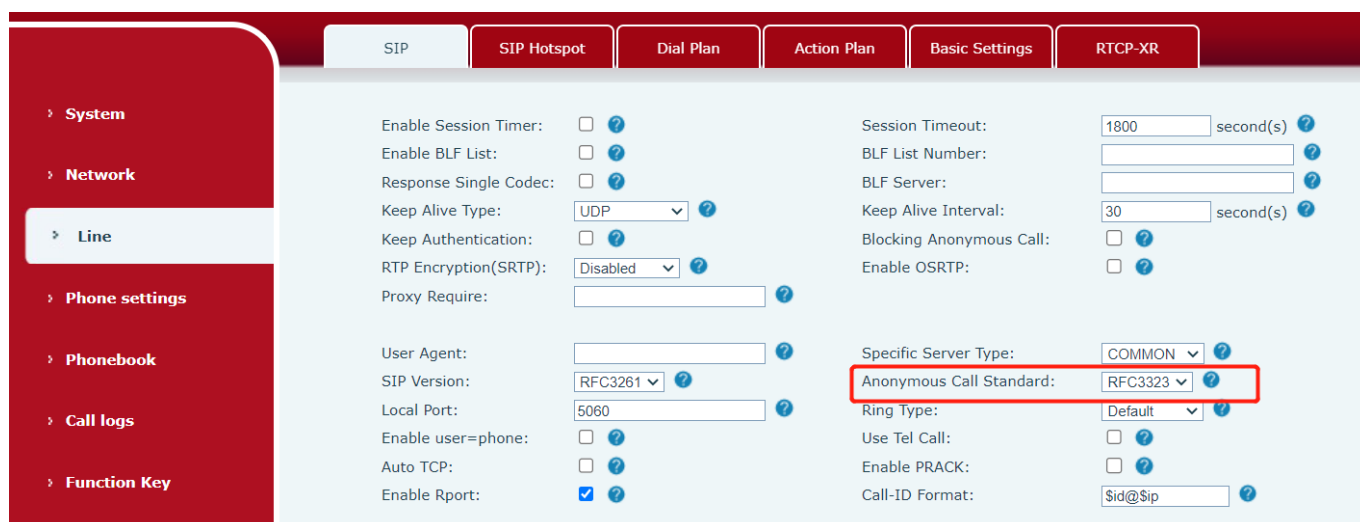 SIP SIP Hotspot Dial Plan Action Plan Basic Settings RTCP-XR
System
Network
Line
Phone settings
Phonebook
Call logs
Function Key
Enable Session Timer: Session Timeout: 1800 second(s)
Enable BLF List: BLF List Number:
Response Single Codec: BLF Server:
Keep Alive Type: UDP Keep Alive Interval: 30 second(s)
Keep Authentication: Blocking Anonymous Call:
RTP Encryption(SRTP): Disabled Enable OSRTP:
Proxy Require:
User Agent: Specific Server Type: COMMON
SIP Version: RFC3261 Anonymous Call Standard: RFC3323
Local Port: 5060 Ring Type: Default
Enable user=phone: Use Tel Call:
Auto TCP: Enable PRACK:
Enable Rport: Call-ID Format: $id@$ip